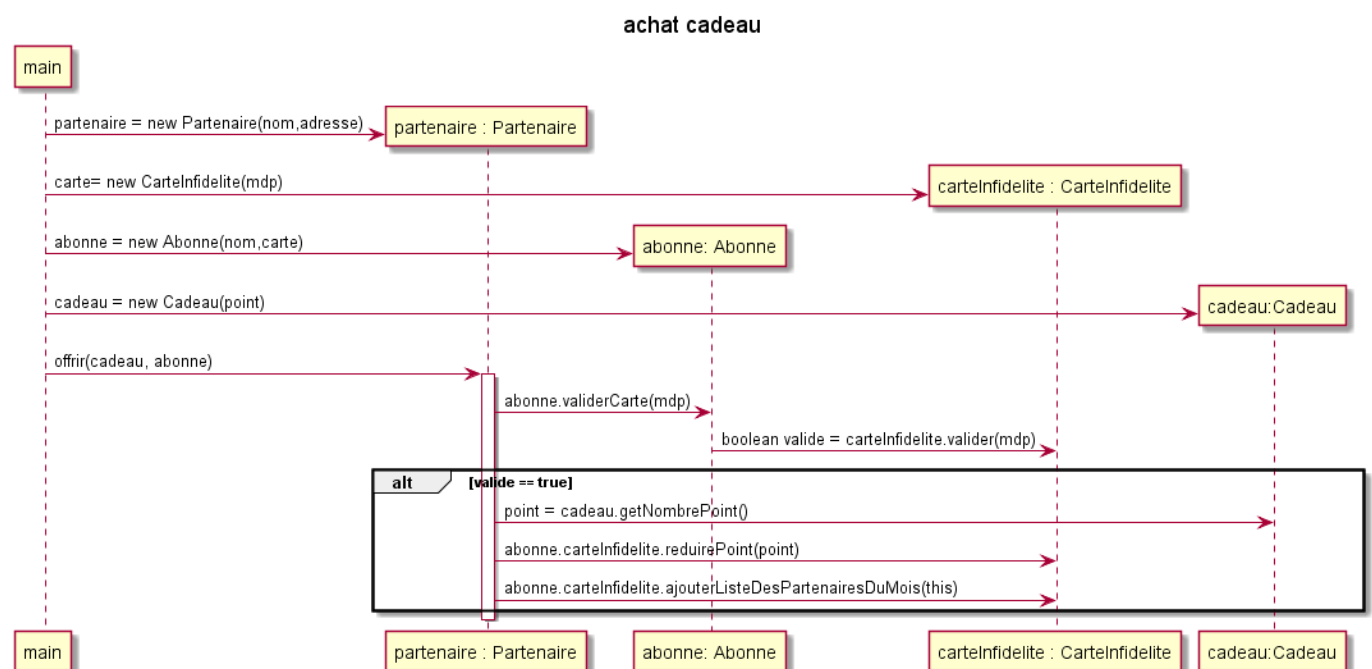 achat cadeau
main
partenaire = new Partenaire(nom,adresse)
partenaire : Partenaire
carte= new CarteInfidelite(mdp)
carteInfidelite : CarteInfidelite
abonne = new Abonne(nom,carte)
abonne: Abonne
cadeau = new Cadeau(point)
cadeau:Cadeau
offrir(cadeau, abonne)
abonne.validerCarte(mdp)
boolean valide = carteInfidelite.valider(mdp)
alt [valide == true]
point = cadeau.getNombrePoint()
abonne.carteInfidelite.reduirePoint(point)
abonne.carteInfidelite.ajouterListeDesPartenairesDuMois(this)
main partenaire : Partenaire abonne: Abonne carteInfidelite : CarteInfidelite cadeau:Cadeau